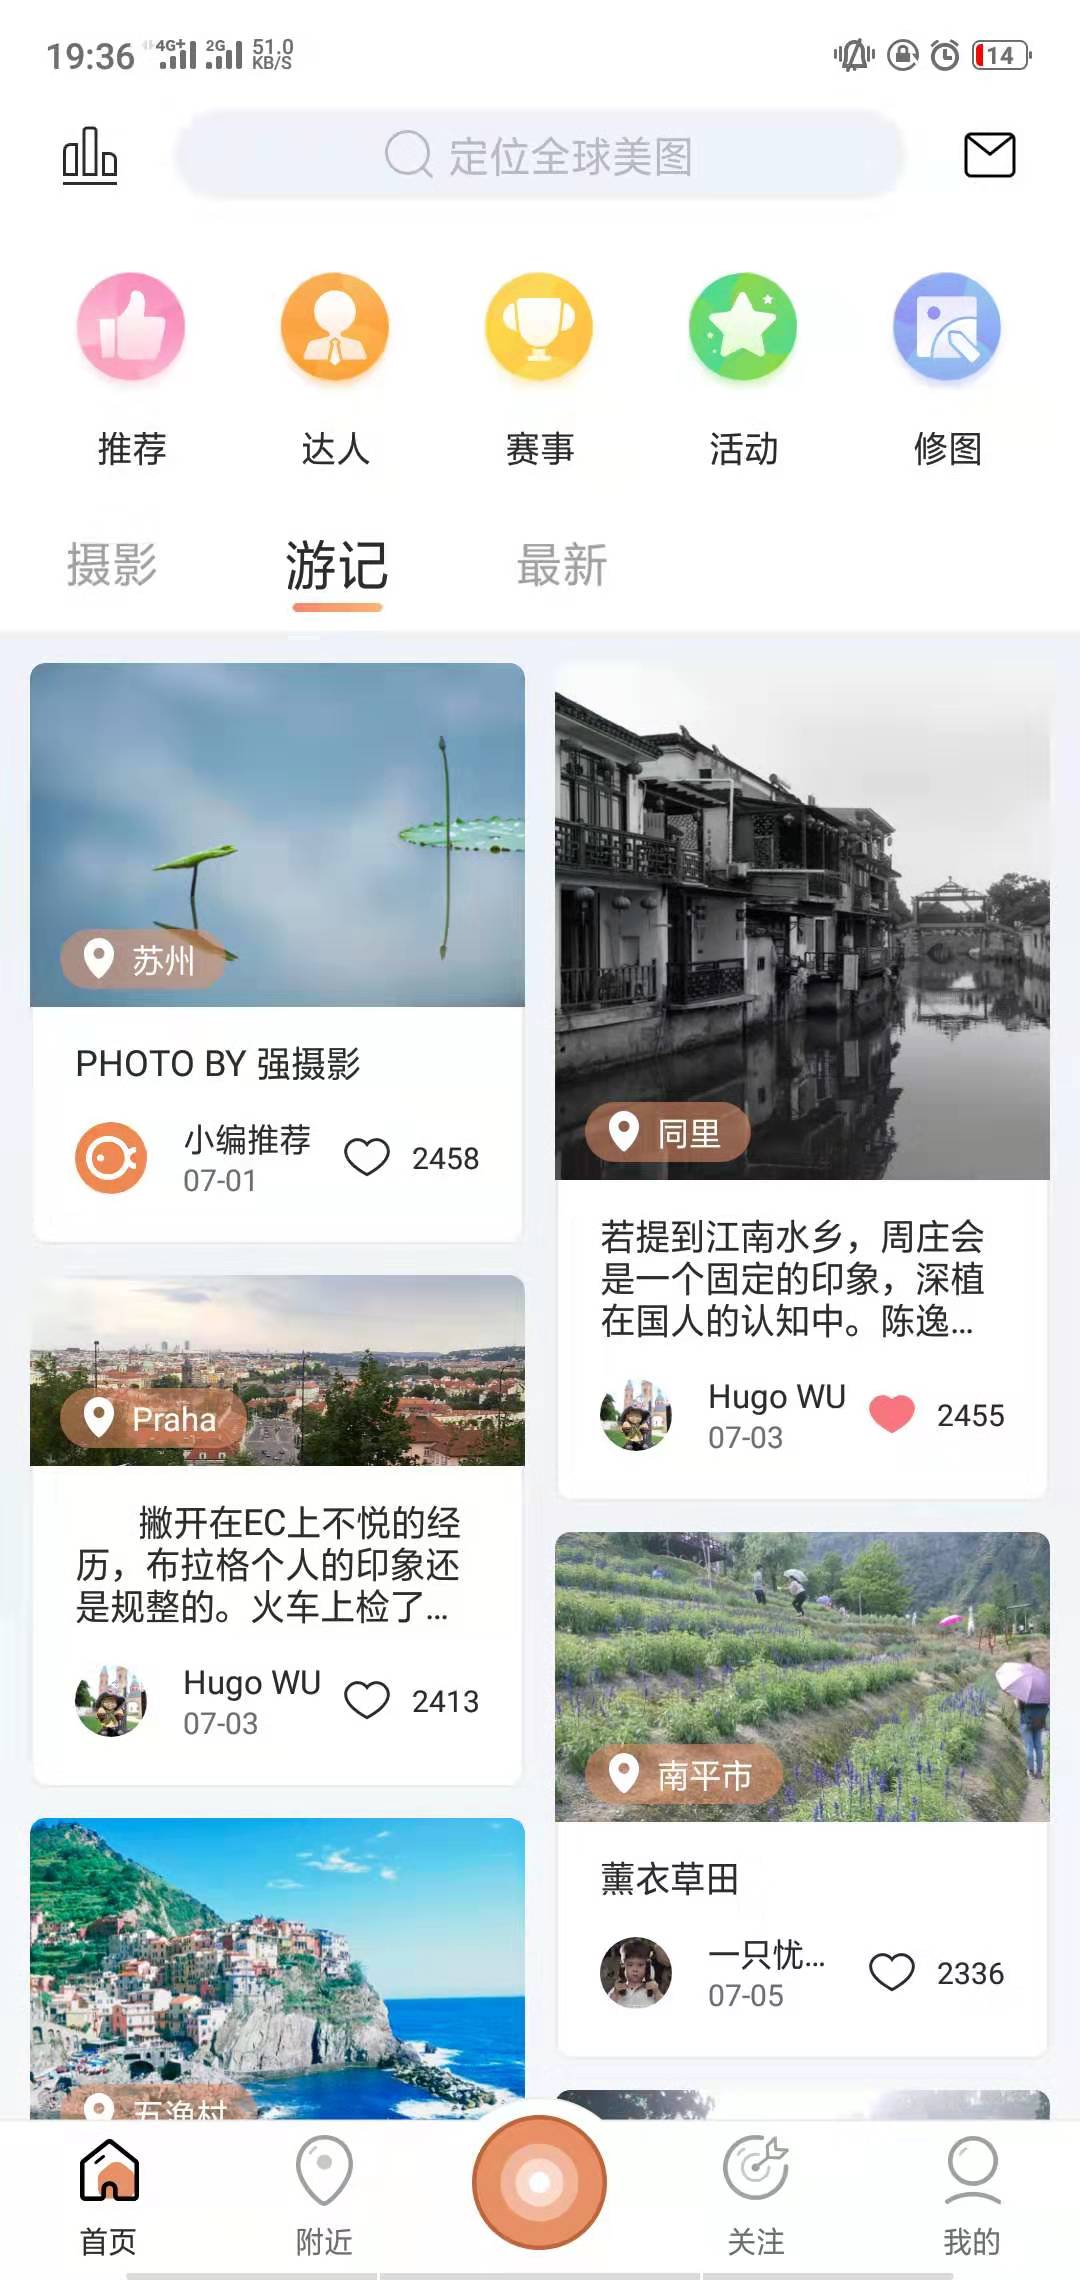 19:36
4G+
2G
51.0
KB/S
14
定位全球美图
推荐
达人
赛事
活动
修图
摄影
游记
最新
苏州
PHOTO BY 强摄影
小编推荐
07-01
2458
同里
若提到江南水乡，周庄会
是一个固定的印象，深植
在国人的认知中。陈逸...
Hugo WU
07-03
2455
Praha
撇开在EC上不悦的经
历，布拉格个人的印象还
是规整的。火车上检了...
Hugo WU
07-03
2413
南平市
薰衣草田
一只忧...
07-05
2336
五渔村
首页
附近
关注
我的